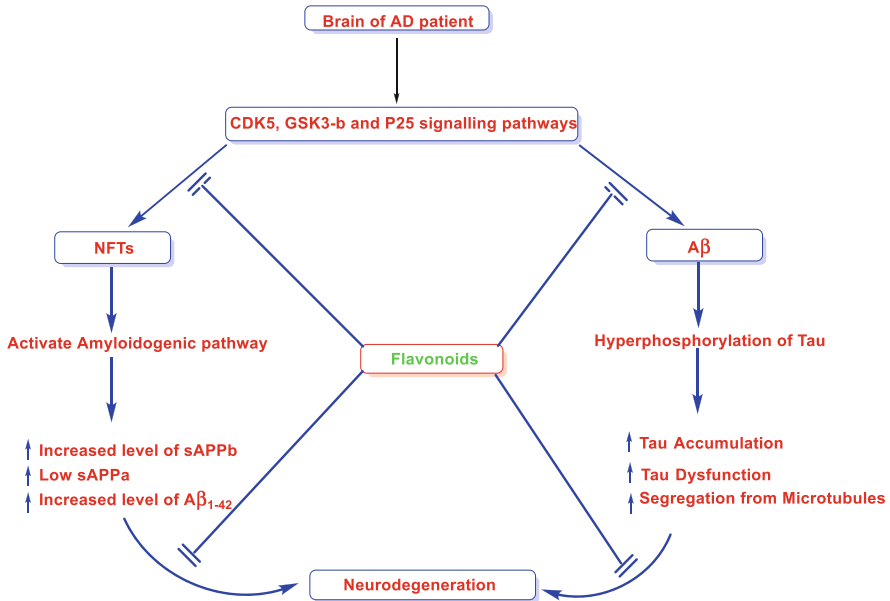 Brain of AD patient
CDK5, GSK3-b and P25 signalling pathways
NFTs
Aβ
Activate Amyloidogenic pathway
Hyperphosphorylation of Tau
Flavonoids
Increased level of sAPPb
Low sAPPa
Increased level of Aβ1-42
Tau Accumulation
Tau Dysfunction
Segregation from Microtubules
Neurodegeneration